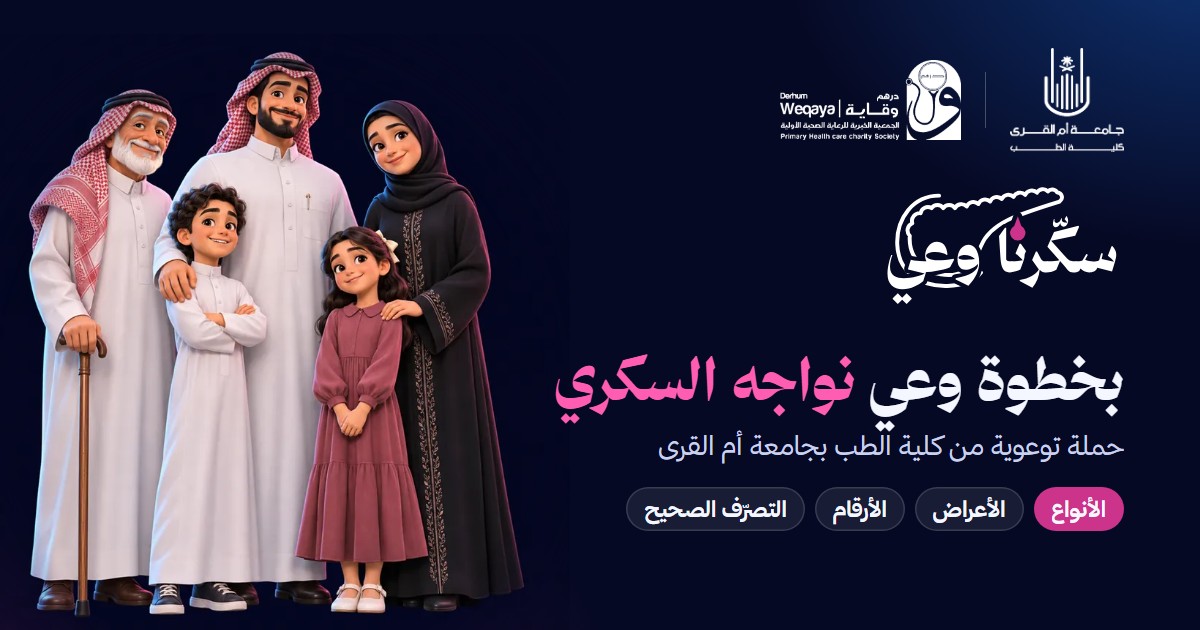 جامعة أم القرى
كلية الطب
درهم
وقاية
الجمعية الخيرية للرعاية الصحية الأولية
Derhum
Weqaya
Primary Health care charity Society
سكّرنا وعي
بخطوة وعي نواجه السكري
حملة توعوية من كلية الطب بجامعة أم القرى
الأنواع
الأعراض
الأرقام
التصرّف الصحيح